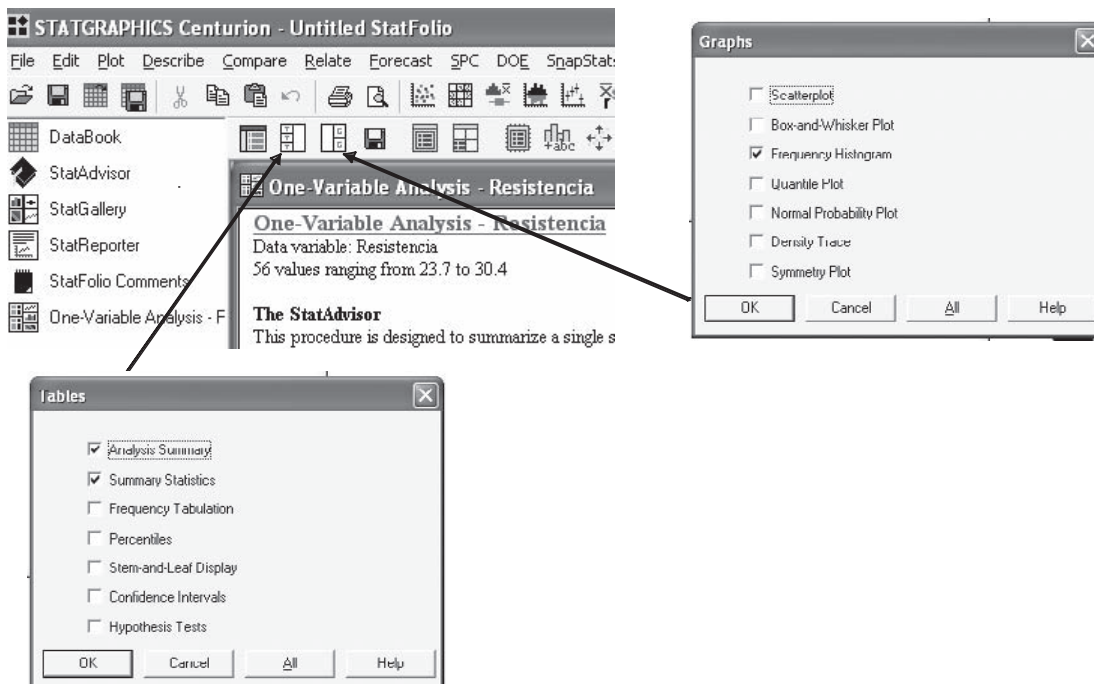 STATGRAPHICS Centurion - Untitled StatFolio
File Edit Plot Describe Compare Relate Forecast SPC DOE SnapStat
DataBook
StatAdvisor
StatGallery
StatReporter
StatFolio Comments
One-Variable Analysis - F
+abc
One-Variable Analysis - Resistencia
One-Variable Analysis - Resistencia
Data variable: Resistencia
56 values ranging from 23.7 to 30.4
The StatAdvisor
This procedure is designed to summarize a single s
Graphs
Scatterplot
Box-and-Whisker Plot
Frequency Histogram
Quantile Plot
Normal Probability Plot
Density Trace
Symmetry Plot
OK Cancel All Help
Tables
Analysis Summary
Summary Statistics
Frequency Tabulation
Percentiles
Stem-and-Leaf Display
Confidence Intervals
Hypothesis Tests
OK Cancel All Help